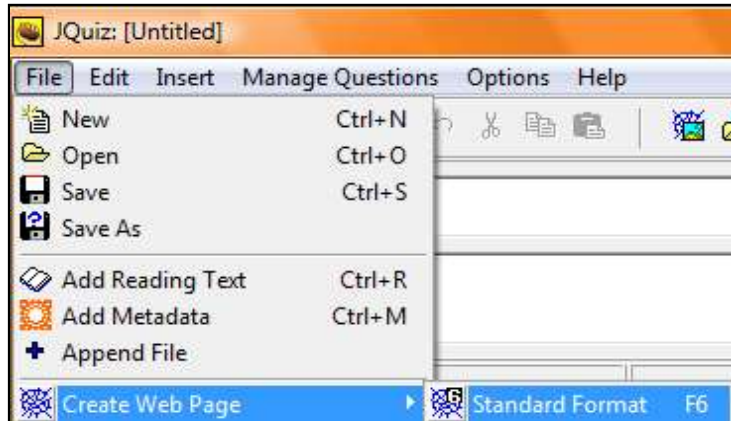 JQuiz: [Untitled]
File Edit Insert Manage Questions Options Help
New Ctrl+N
Open Ctrl+O
Save Ctrl+S
Save As
Add Reading Text Ctrl+R
Add Metadata Ctrl+M
Append File
Create Web Page Standard Format F6